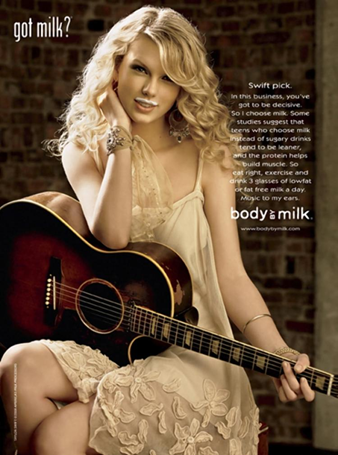 got milk?
Swift pick.
In this business, you've
got to be decisive.
So I choose milk. Some
studies suggest that
teens who choose milk
instead of sugary drinks
tend to be leaner,
and the protein helps
build muscle. So
eat right, exercise and
drink 3 glasses of lowfat
or fat free milk a day.
Music to my ears.
body by milk.
www.bodybymilk.com